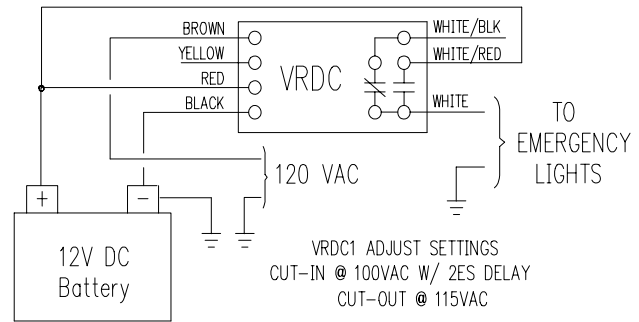 BROWN
YELLOW
RED
BLACK
VRDC
WHITE/BLK
WHITE/RED
WHITE
TO
EMERGENCY
LIGHTS
120 VAC
+
−
12V DC
Battery
VRDC1 ADJUST SETTINGS
CUT-IN @ 100VAC W/ 2ES DELAY
CUT-OUT @ 115VAC